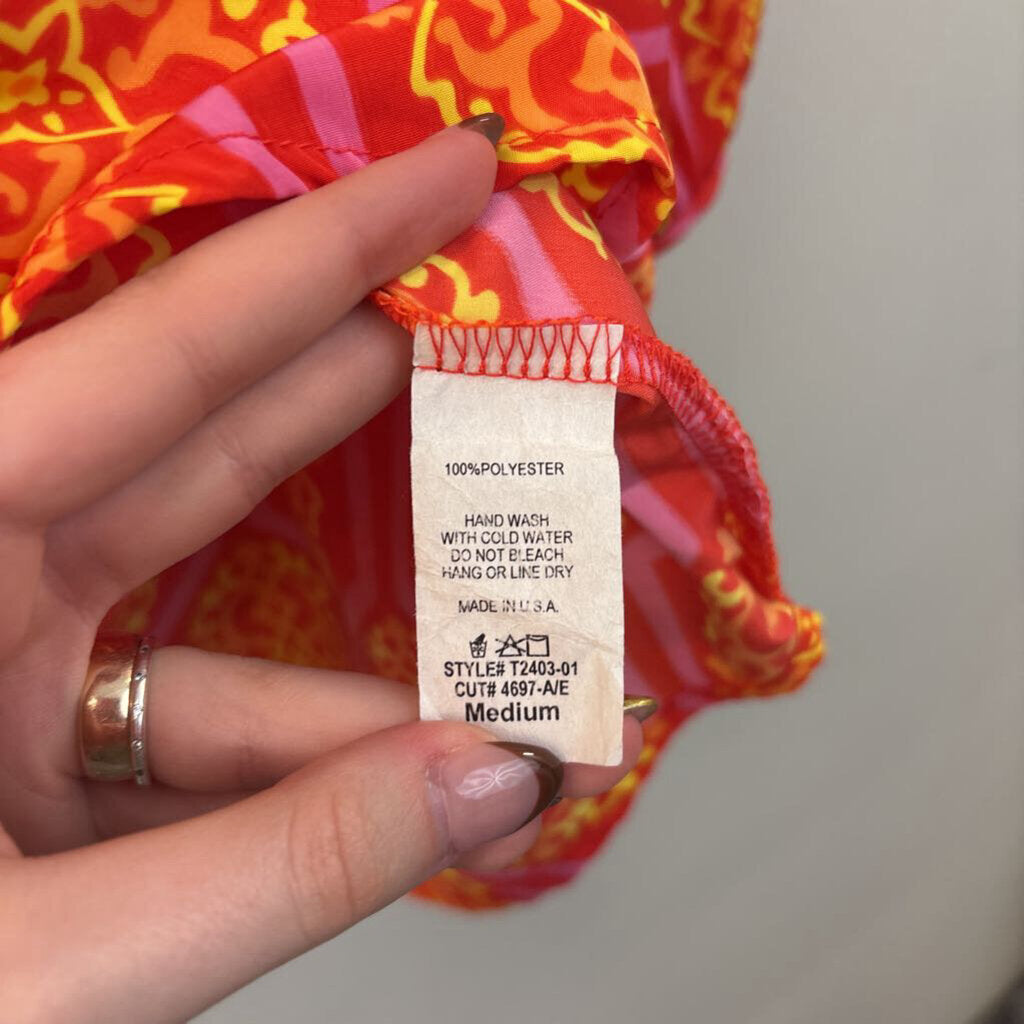 100%POLYESTER
HAND WASH
WITH COLD WATER
DO NOT BLEACH
HANG OR LINE DRY
MADE IN U.S.A.
STYLE# T2403-01
CUT# 4697-A/E
Medium